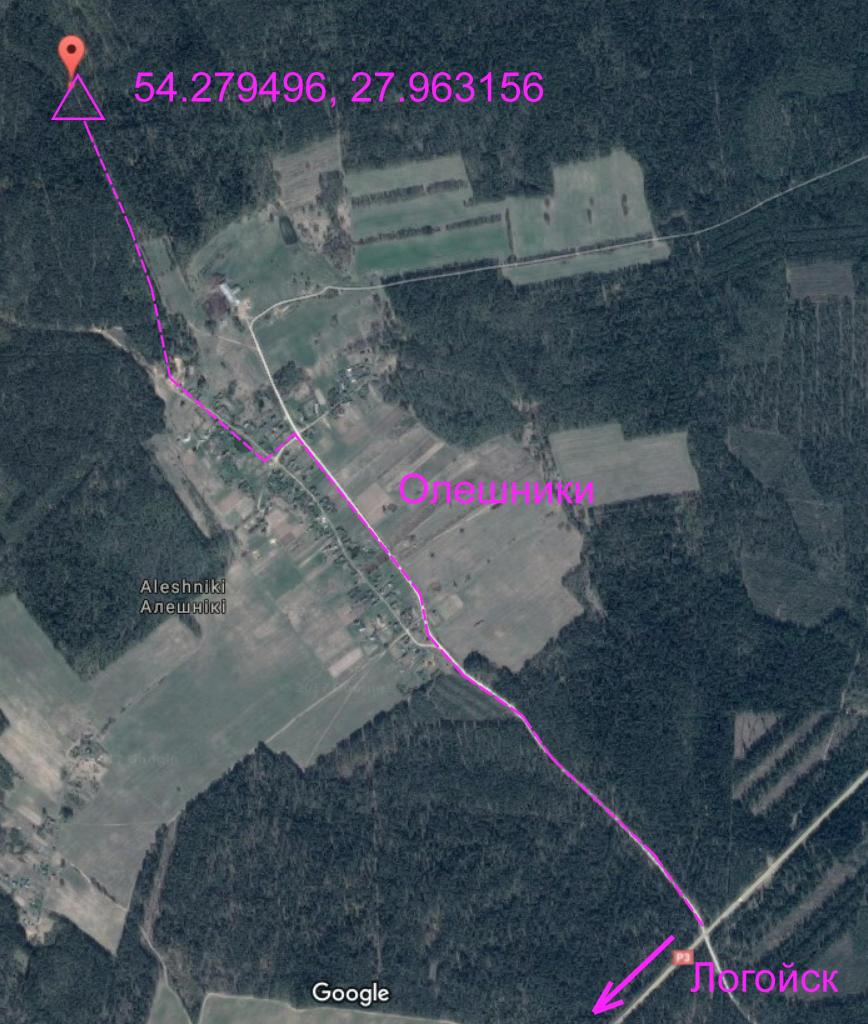 54.279496, 27.963156
Олешники
Aleshniki
Алешнікі
P3
Логойск
Google